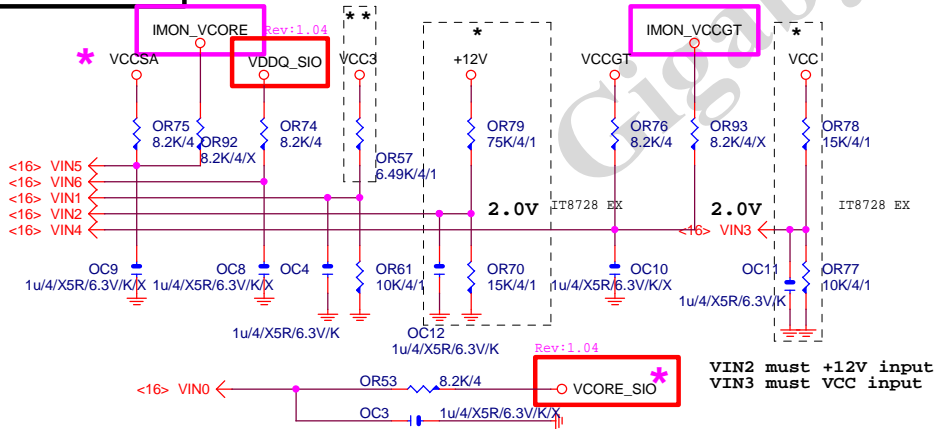 IMON_VCORE
Rev:1.04
* *
IMON_VCCGT
* VCCSA
VDDQ_SIO
VCC3
*
+12V
VCCGT
*
VCC
OR75
8.2K/4
OR92
8.2K/4/X
OR74
8.2K/4
OR57
6.49K/4/1
OR79
75K/4/1
OR76
8.2K/4
OR93
8.2K/4/X
OR78
15K/4/1
<16> VIN5
<16> VIN6
<16> VIN1
<16> VIN2
<16> VIN4
2.0V
IT8728 EX
2.0V
<16> VIN3
IT8728 EX
OC9
1u/4/X5R/6.3V/K/X
OC8
1u/4/X5R/6.3V/K/X
OC4
1u/4/X5R/6.3V/K
OR61
10K/4/1
OC12
1u/4/X5R/6.3V/K
OR70
15K/4/1
OC10
1u/4/X5R/6.3V/K/X
OC11
1u/4/X5R/6.3V/K
OR77
10K/4/1
Rev:1.04
<16> VIN0
OR53
8.2K/4
VCORE_SIO *
OC3
1u/4/X5R/6.3V/K/X
VIN2 must +12V input
VIN3 must VCC input